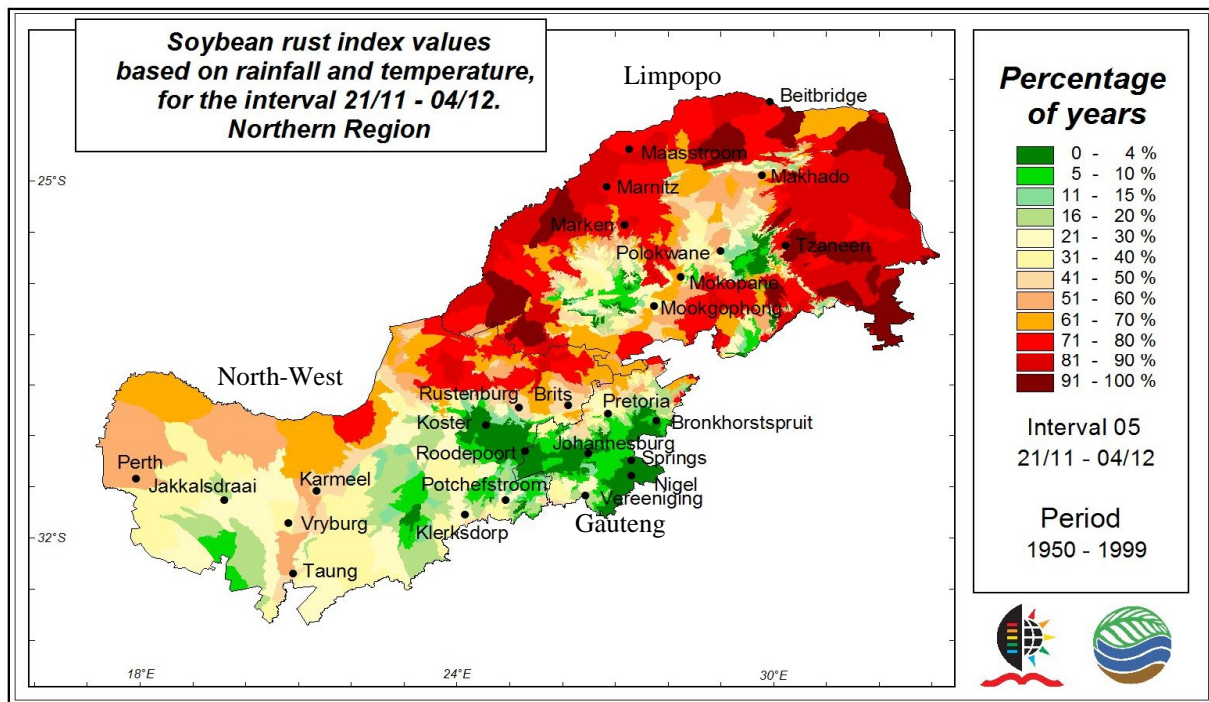 Soybean rust index values
based on rainfall and temperature,
for the interval 21/11 - 04/12.
Northern Region
Limpopo
Beitbridge
Maasstroom
25°S
Marnitz
Makhado
Marken
Polokwane
Tzaneen
Mokopane
Mookgophong
North-West
Rustenburg
Brits
Pretoria
Koster
Bronkhorstspruit
Roodepoort
Johannesburg
Springs
Perth
Karmeel
Potchefstroom
Nigel
Jakkalsdraai
Vereeniging
Vryburg
Klerksdorp
Gauteng
32°S
Taung
18°E
24°E
30°E
Percentage
of years
0 - 4 %
5 - 10 %
11 - 15 %
16 - 20 %
21 - 30 %
31 - 40 %
41 - 50 %
51 - 60 %
61 - 70 %
71 - 80 %
81 - 90 %
91 - 100 %
Interval 05
21/11 - 04/12
Period
1950 - 1999